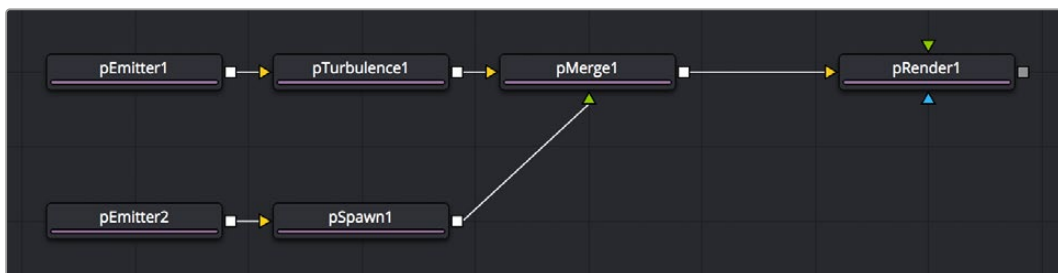 pEmitter1
pTurbulence1
pMerge1
pRender1
pEmitter2
pSpawn1